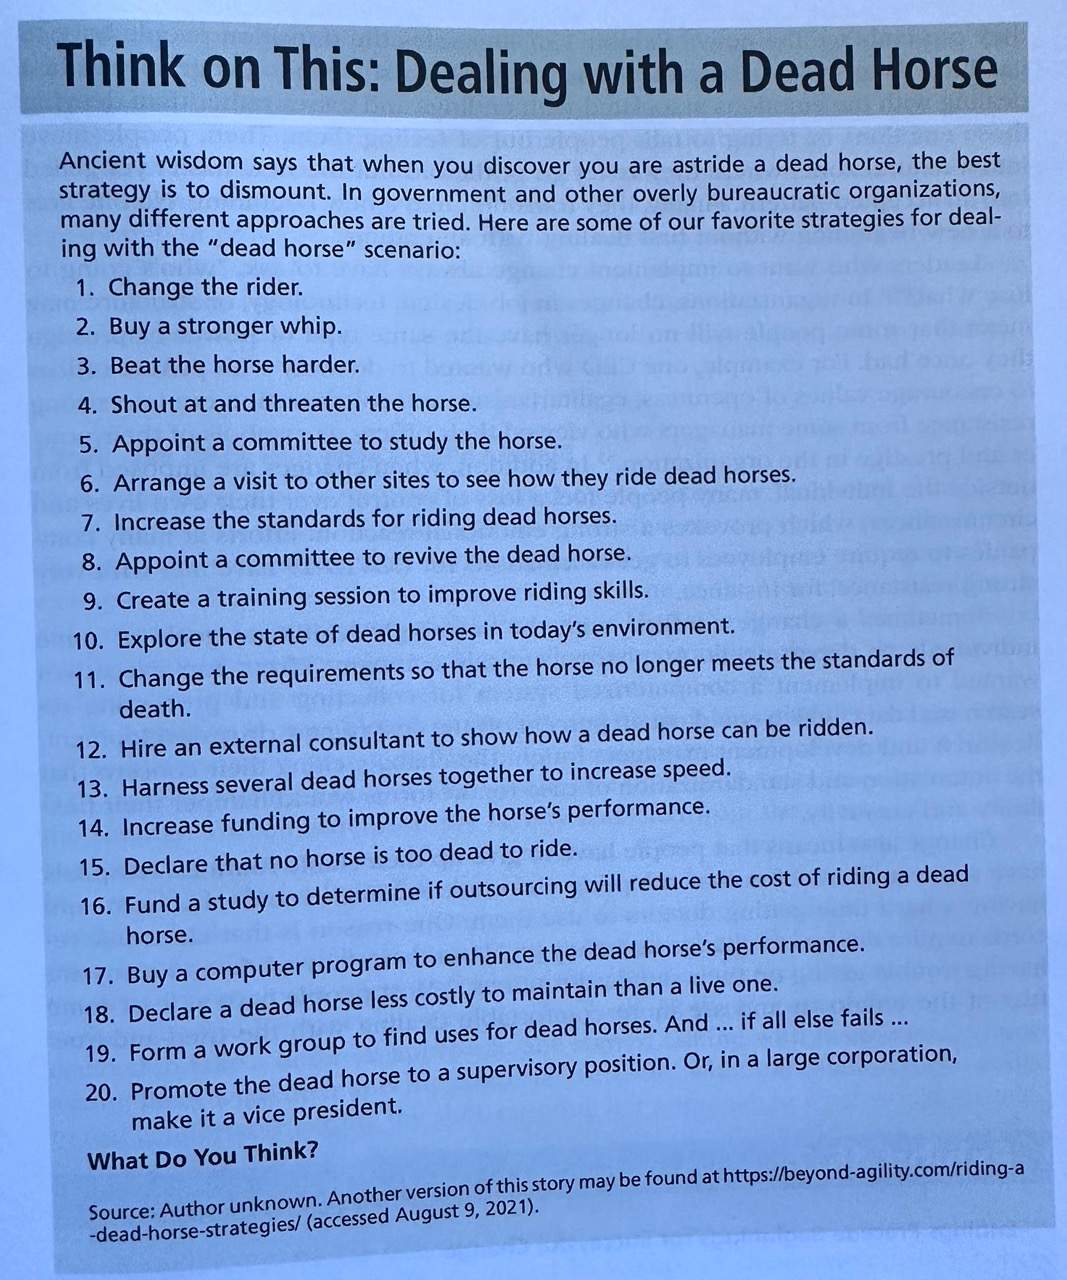 Think on This: Dealing with a Dead Horse
Ancient wisdom says that when you discover you are astride a dead horse, the best
strategy is to dismount. In government and other overly bureaucratic organizations,
many different approaches are tried. Here are some of our favorite strategies for deal-
ing with the “dead horse” scenario:
1. Change the rider.
2. Buy a stronger whip.
3. Beat the horse harder.
4. Shout at and threaten the horse.
5. Appoint a committee to study the horse.
6. Arrange a visit to other sites to see how they ride dead horses.
7. Increase the standards for riding dead horses.
8. Appoint a committee to revive the dead horse.
9. Create a training session to improve riding skills.
10. Explore the state of dead horses in today’s environment.
11. Change the requirements so that the horse no longer meets the standards of
death.
12. Hire an external consultant to show how a dead horse can be ridden.
13. Harness several dead horses together to increase speed.
14. Increase funding to improve the horse’s performance.
15. Declare that no horse is too dead to ride.
16. Fund a study to determine if outsourcing will reduce the cost of riding a dead
horse.
17. Buy a computer program to enhance the dead horse’s performance.
18. Declare a dead horse less costly to maintain than a live one.
19. Form a work group to find uses for dead horses. And ... if all else fails ...
20. Promote the dead horse to a supervisory position. Or, in a large corporation,
make it a vice president.
What Do You Think?
Source: Author unknown. Another version of this story may be found at https://beyond-agility.com/riding-a
-dead-horse-strategies/ (accessed August 9, 2021).